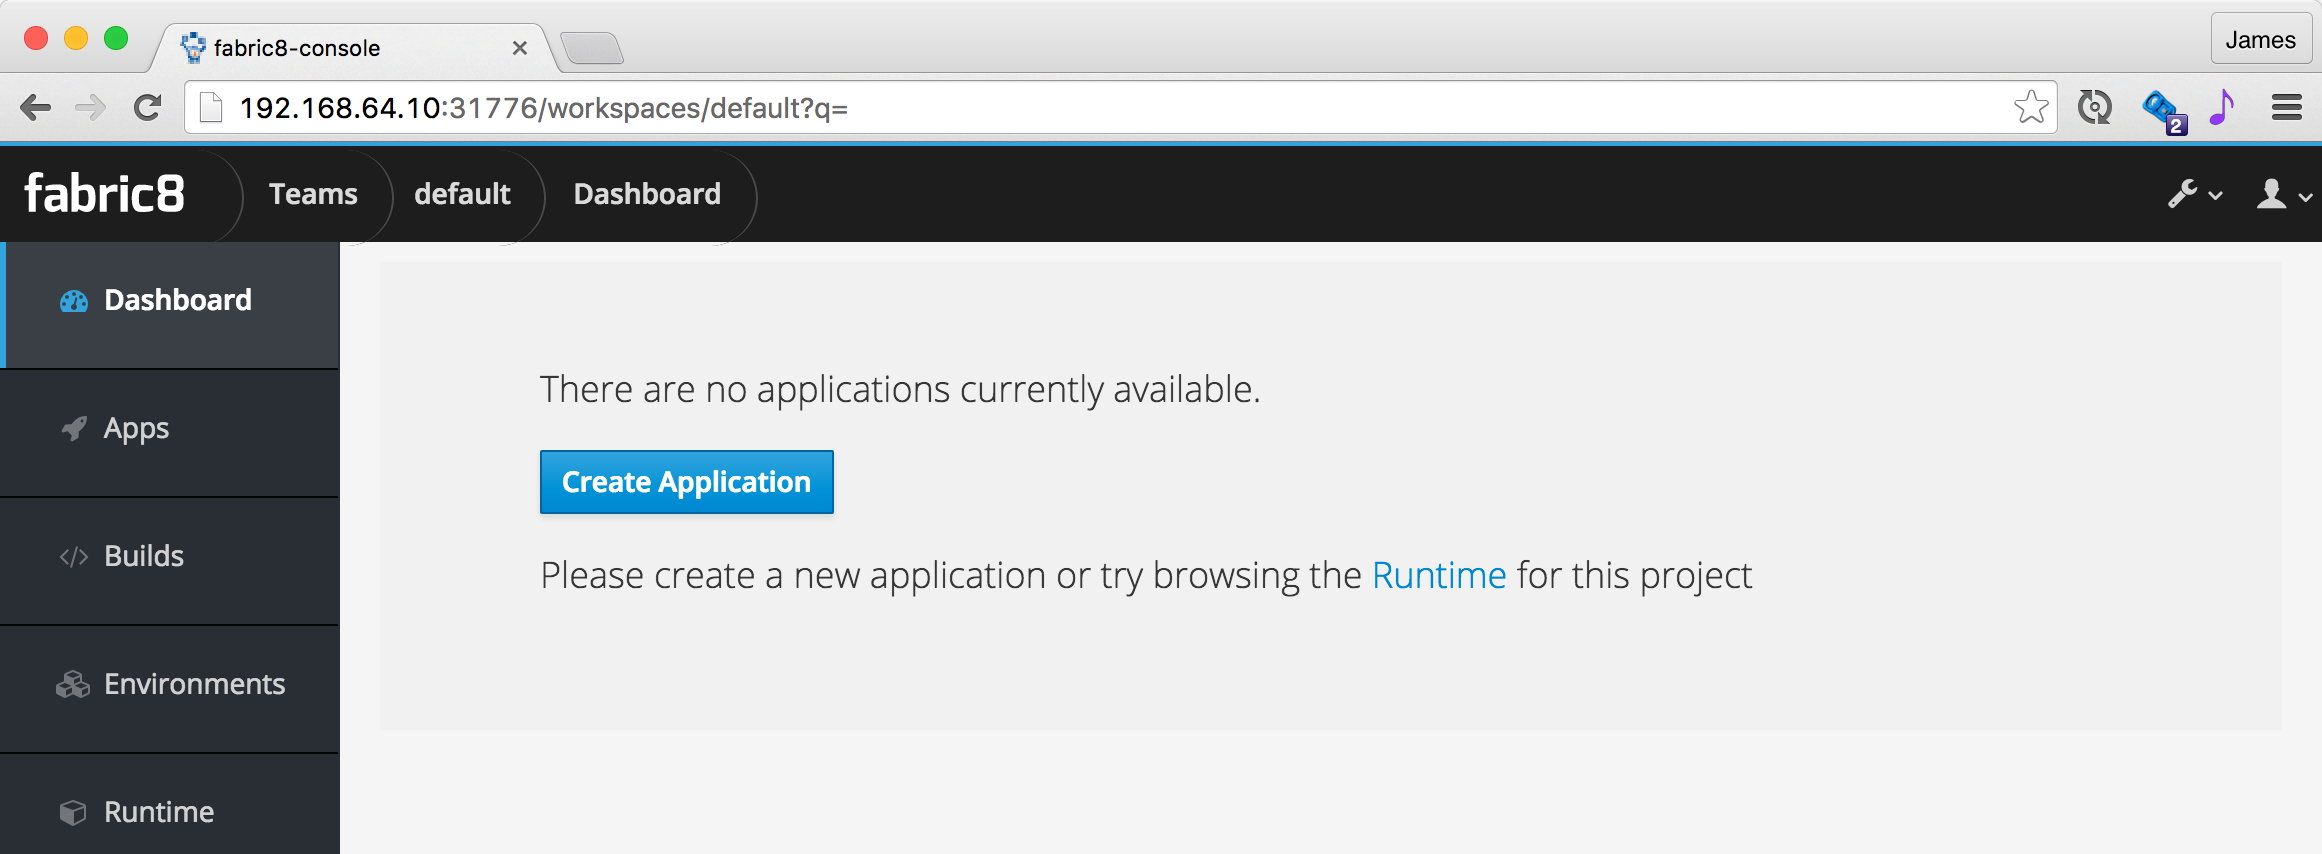 fabric8-console
James
192.168.64.10:31776/workspaces/default?q=
2
fabric8 Teams default Dashboard
Dashboard
Apps
Builds
Environments
Runtime
There are no applications currently available.
Create Application
Please create a new application or try browsing the Runtime for this project